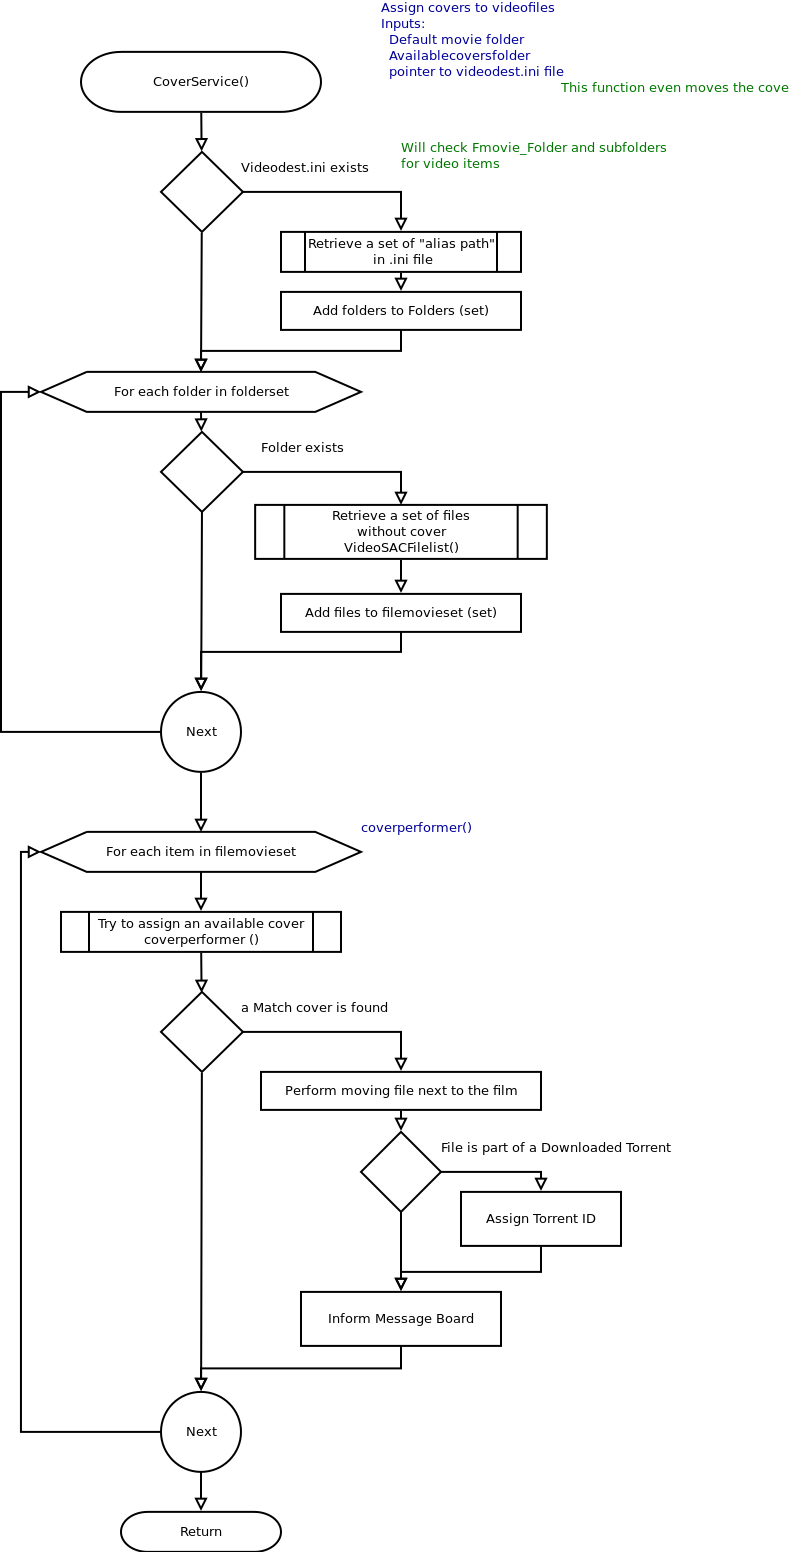 Assign covers to videofiles
Inputs:
Default movie folder
Availablecoversfolder
pointer to videodest.ini file
This function even moves the cove
CoverService()
Will check Fmovie_Folder and subfolders
for video items
Videodest.ini exists
Retrieve a set of "alias path"
in .ini file
Add folders to Folders (set)
For each folder in folderset
Folder exists
Retrieve a set of files
without cover
VideoSACFilelist()
Add files to filemovieset (set)
Next
coverperformer()
For each item in filemovieset
Try to assign an available cover
coverperformer ()
a Match cover is found
Perform moving file next to the film
File is part of a Downloaded Torrent
Assign Torrent ID
Inform Message Board
Next
Return